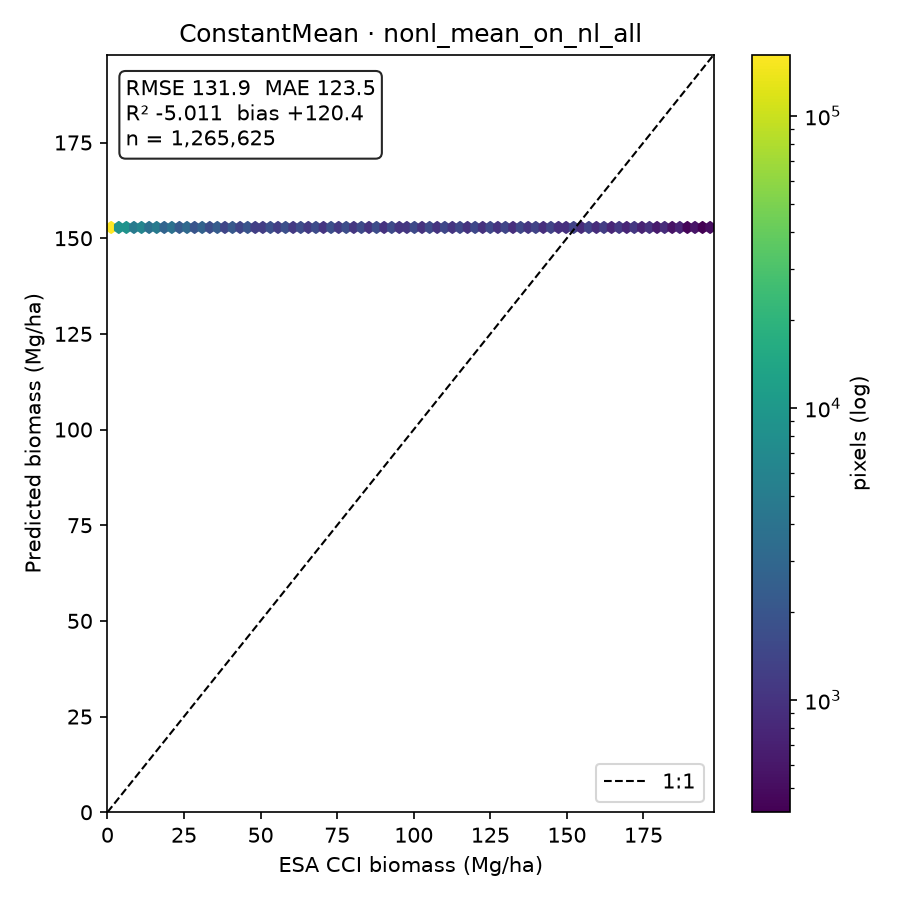 ConstantMean · nonl_mean_on_nl_all
RMSE 131.9  MAE 123.5
R² -5.011  bias +120.4
n = 1,265,625
175
150
125
100
75
50
25
0
Predicted biomass (Mg/ha)
0 25 50 75 100 125 150 175
ESA CCI biomass (Mg/ha)
1:1
10⁵
10⁴
10³
pixels (log)